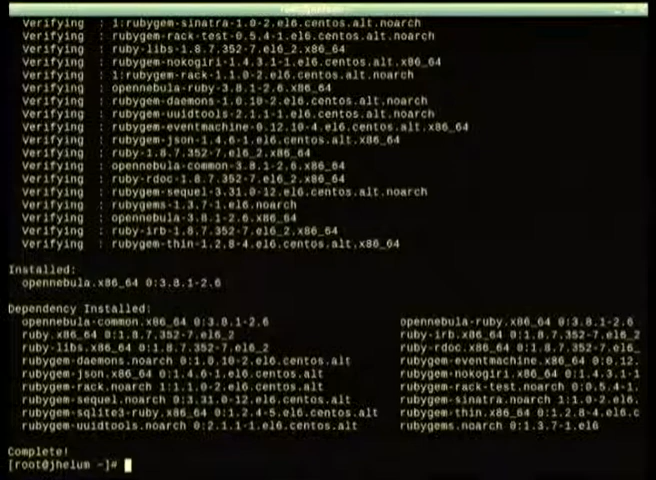 Verifying : 1:rubygem-sinatra-1.0-2.el6.centos.alt.noarch
Verifying : rubygem-rack-test-0.5.4-1.el6.centos.alt.noarch
Verifying : ruby-libs-1.8.7.352-7.el6_2.x86_64
Verifying : rubygem-nokogiri-1.4.3.1-1.el6.centos.alt.x86_64
Verifying : 1:rubygem-rack-1.1.0-2.el6.centos.alt.noarch
Verifying : opennebula-ruby-3.8.1-2.6.x86_64
Verifying : rubygem-daemons-1.0.10-2.el6.centos.alt.noarch
Verifying : rubygem-uuidtools-2.1.1-1.el6.centos.alt.noarch
Verifying : rubygem-eventmachine-0.12.10-4.el6.centos.alt.x86_64
Verifying : rubygem-json-1.4.6-1.el6.centos.alt.x86_64
Verifying : ruby-1.8.7.352-7.el6_2.x86_64
Verifying : opennebula-common-3.8.1-2.6.x86_64
Verifying : ruby-rdoc-1.8.7.352-7.el6_2.x86_64
Verifying : rubygem-sequel-3.31.0-12.el6.centos.alt.noarch
Verifying : rubygems-1.3.7-1.el6.noarch
Verifying : opennebula-3.8.1-2.6.x86_64
Verifying : ruby-irb-1.8.7.352-7.el6_2.x86_64
Verifying : rubygem-thin-1.2.8-4.el6.centos.alt.x86_64
Installed:
opennebula.x86_64 0:3.8.1-2.6
Dependency Installed:
opennebula-common.x86_64 0:3.8.1-2.6 opennebula-ruby.x86_64 0:3.8.1-2.6
ruby.x86_64 0:1.8.7.352-7.el6_2 ruby-irb.x86_64 0:1.8.7.352-7.el6_2
ruby-libs.x86_64 0:1.8.7.352-7.el6_2 ruby-rdoc.x86_64 0:1.8.7.352-7.el6_
rubygem-daemons.noarch 0:1.0.10-2.el6.centos.alt rubygem-eventmachine.x86_64 0:0.12.
rubygem-json.x86_64 0:1.4.6-1.el6.centos.alt rubygem-nokogiri.x86_64 0:1.4.3.1-1
rubygem-rack.noarch 1:1.1.0-2.el6.centos.alt rubygem-rack-test.noarch 0:0.5.4-1.
rubygem-sequel.noarch 0:3.31.0-12.el6.centos.alt rubygem-sinatra.noarch 1:1.0-2.el6.
rubygem-sqlite3-ruby.x86_64 0:1.2.4-5.el6.centos.alt rubygem-thin.x86_64 0:1.2.8-4.el6.c
rubygem-uuidtools.noarch 0:2.1.1-1.el6.centos.alt rubygems.noarch 0:1.3.7-1.el6
Complete!
[root@jhelum ~]#